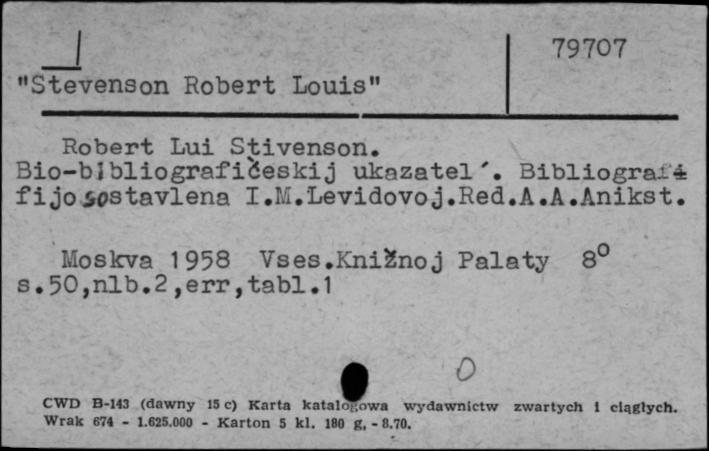 79707
"Stevenson Robert Louis"
Robert Lui Stivenson.
Bio-bibliografičeskij ukazatel´. Bibliografi
fijo sostavlena I.M.Levidovoj.Red.A.A.Anikst.
Moskva 1958 Vses.Knižnoj Palaty 8⁰
s.50,nlb.2,err,tabl.1
0
CWD B-143 (dawny 15 c) Karta katalogowa wydawnictw zwartych i ciągłych.
Wrak 674 - 1.625.000 - Karton 5 kl. 180 g. - 8.70.